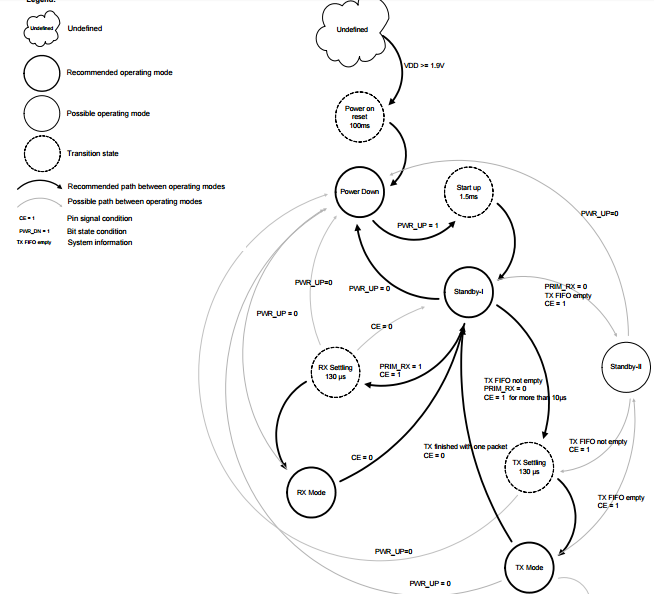 Legend:
Undefined
Undefined
Recommended operating mode
Possible operating mode
Transition state
Recommended path between operating modes
Possible path between operating modes
CE = 1
Pin signal condition
PWR_DN = 1
Bit state condition
TX FIFO empty
System information
Undefined
VDD >= 1.9V
Power on
reset
100ms
Power Down
Start up
1.5ms
PWR_UP = 1
PWR_UP=0
PWR_UP=0
PWR_UP = 0
Standby-I
PRIM_RX = 0
TX FIFO empty
CE = 1
PWR_UP = 0
CE = 0
RX Settling
130 µs
PRIM_RX = 1
CE = 1
TX FIFO not empty
PRIM_RX = 0
CE = 1 for more than 10µs
Standby-II
TX finished with one packet
CE = 0
CE = 0
TX FIFO not empty
CE = 1
TX Settling
130 µs
RX Mode
TX FIFO empty
CE = 1
PWR_UP=0
TX Mode
PWR_UP = 0